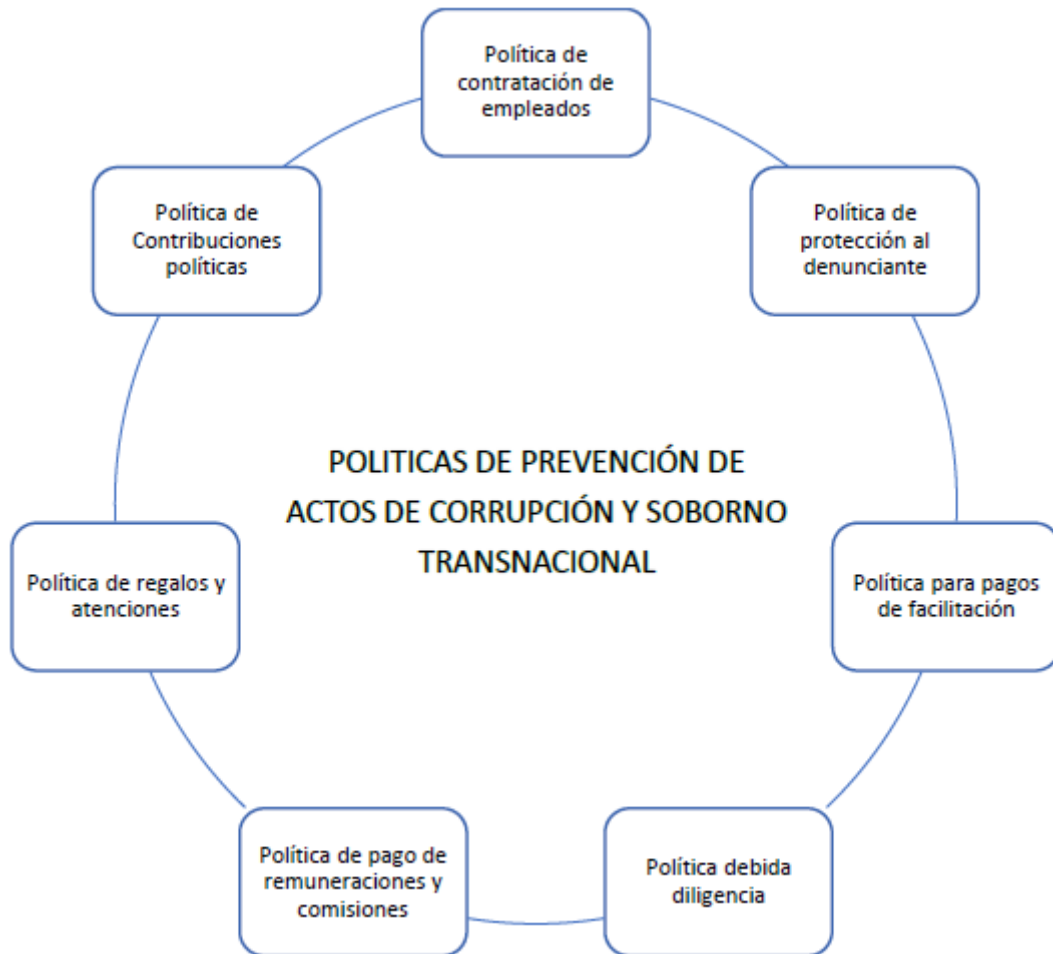 Política de
contratación de
empleados
Política de
protección al
denunciante
Política para pagos
de facilitación
Política debida
diligencia
Política de pago de
remuneraciones y
comisiones
Política de regalos y
atenciones
Política de
Contribuciones
políticas
POLITICAS DE PREVENCIÓN DE
ACTOS DE CORRUPCIÓN Y SOBORNO
TRANSNACIONAL